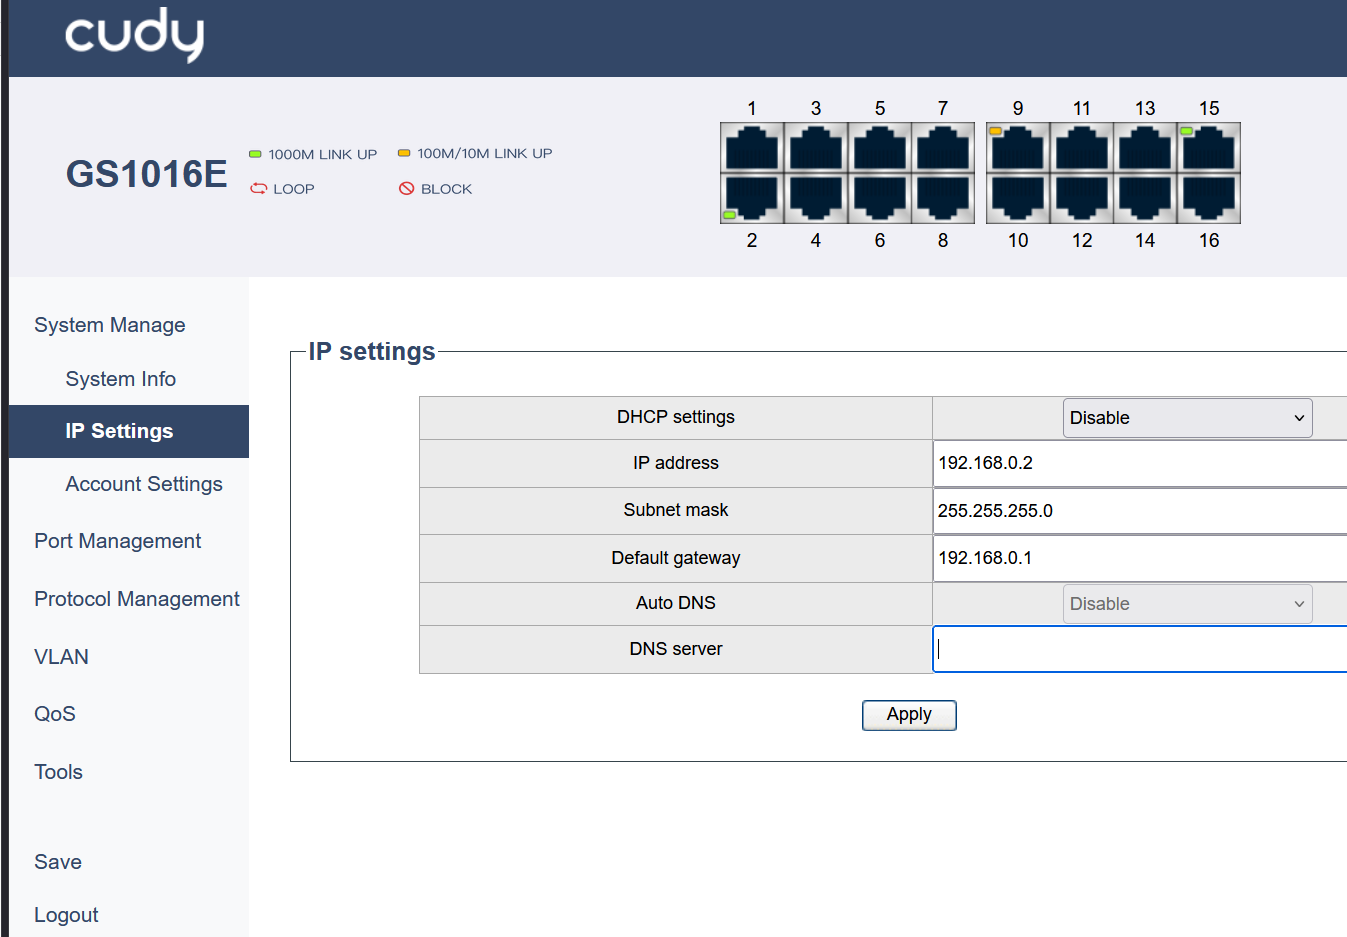 cudy
1 3 5 7 9 11 13 15
GS1016E
1000M LINK UP 100M/10M LINK UP
LOOP BLOCK
2 4 6 8 10 12 14 16
System Manage
System Info
IP Settings
Account Settings
Port Management
Protocol Management
VLAN
QoS
Tools
Save
Logout
IP settings
DHCP settings Disable
IP address 192.168.0.2
Subnet mask 255.255.255.0
Default gateway 192.168.0.1
Auto DNS Disable
DNS server
Apply